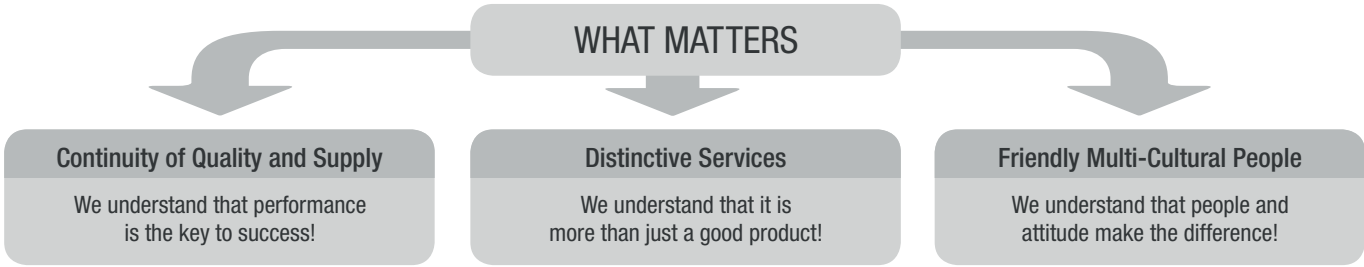 WHAT MATTERS
Continuity of Quality and Supply
We understand that performance
is the key to success!
Distinctive Services
We understand that it is
more than just a good product!
Friendly Multi-Cultural People
We understand that people and
attitude make the difference!